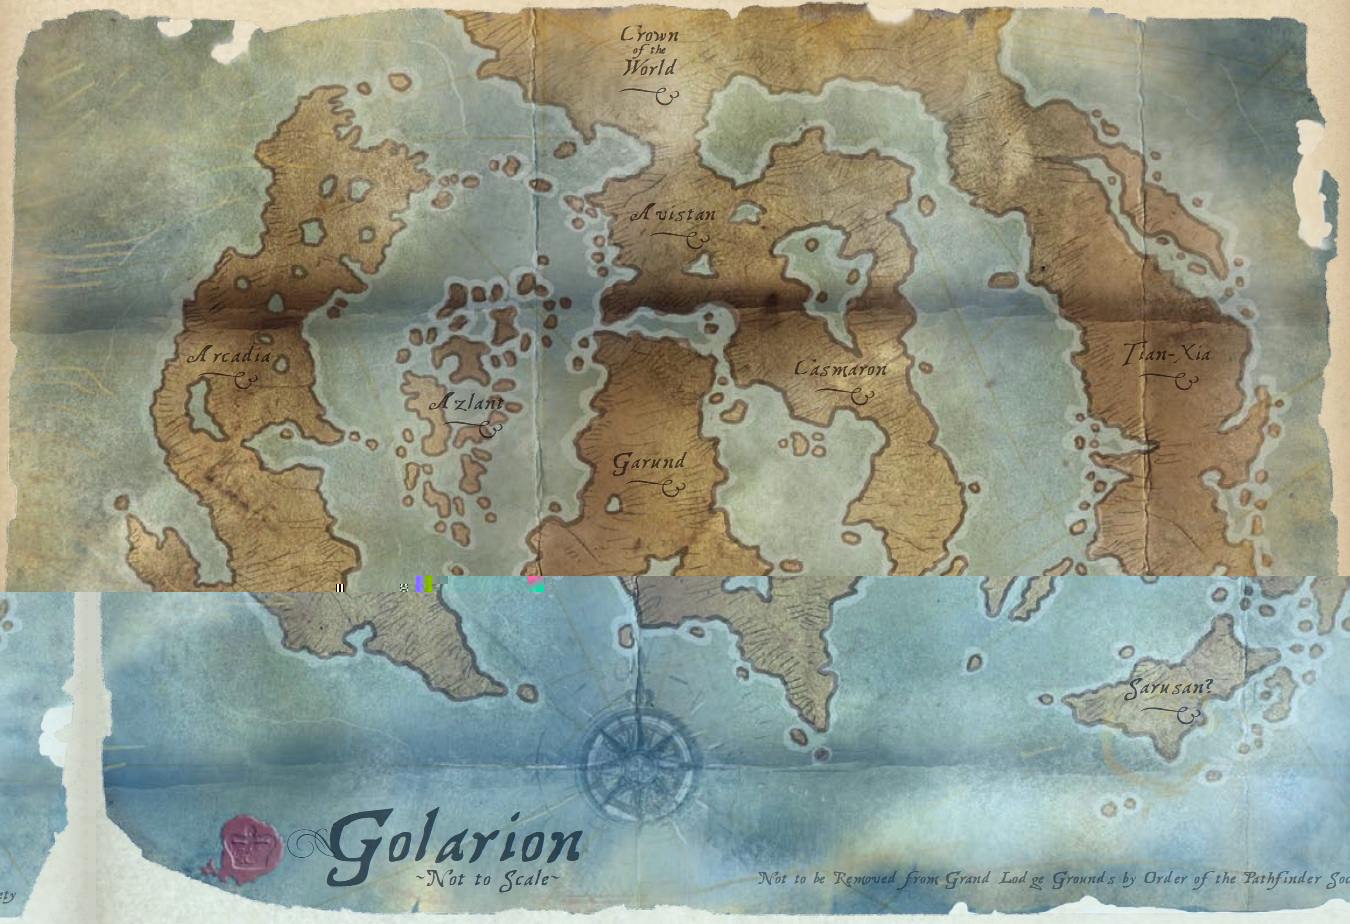 Crown
of the
World
Avistan
Arcadia
Casmaron
Tian-Xia
Azlant
Garund
Sarusan?
Golarion
~Not to Scale~
Not to be Removed from Grand Lodge Grounds by Order of the Pathfinder Soc
ety